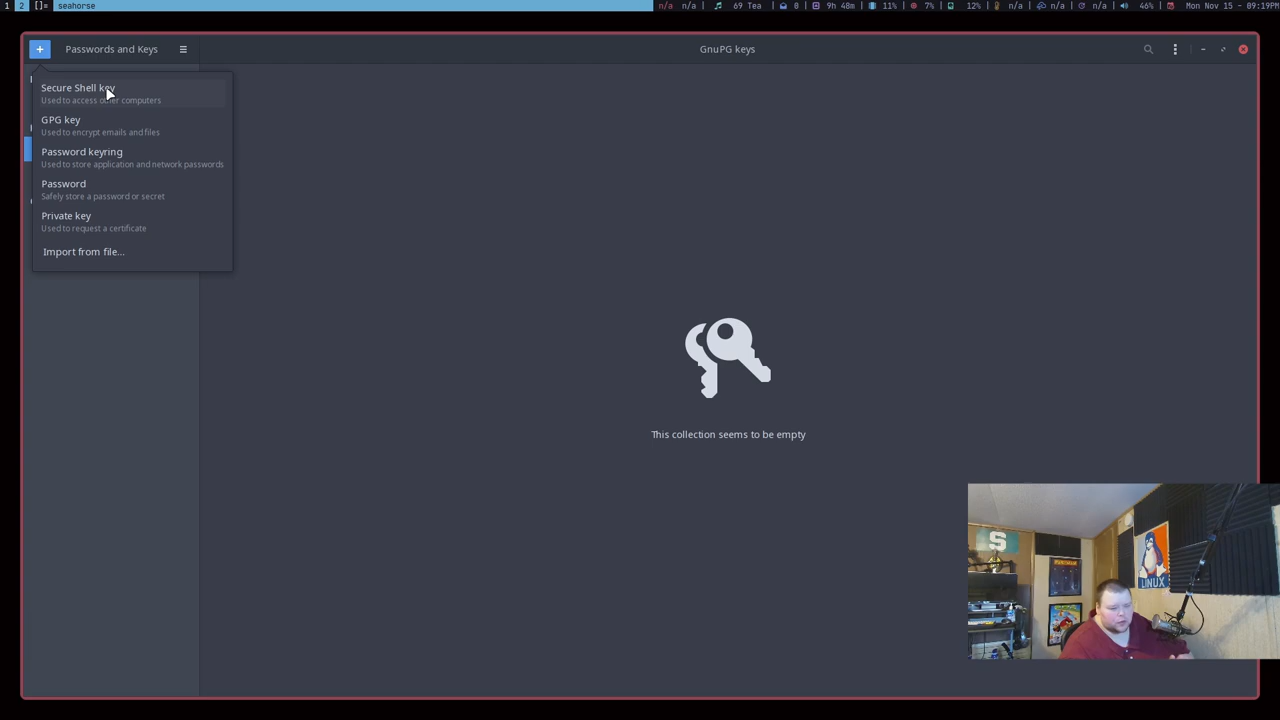 1 2 []= seahorse n/a n/a | 69 Tea | 0 | 9h 48m | 11% | 7% | 12% | n/a | n/a | n/a | 46% | Mon Nov 15 - 09:19PM
+ Passwords and Keys
GnuPG keys
Secure Shell key
Used to access other computers
GPG key
Used to encrypt emails and files
Password keyring
Used to store application and network passwords
Password
Safely store a password or secret
Private key
Used to request a certificate
Import from file...
This collection seems to be empty
S
LINUX